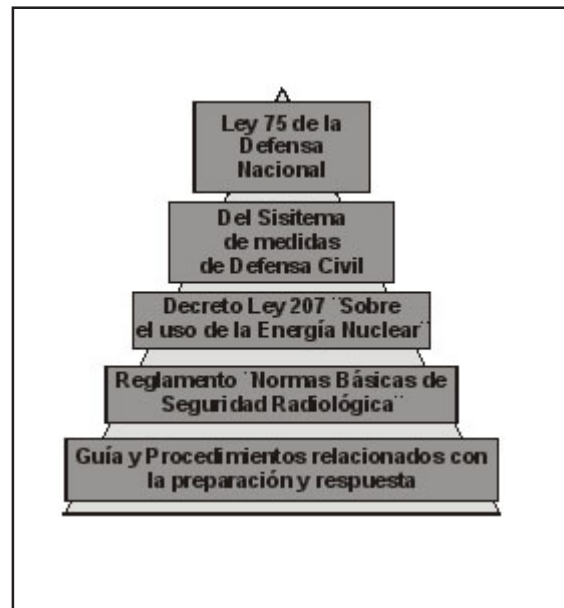 Ley 75 de la
Defensa
Nacional
Del Sisitema
de medidas
de Defensa Civil
Decreto Ley 207 ¨Sobre
el uso de la Energía Nuclear¨
Reglamento ¨Normas Básicas de
Seguridad Radiológica¨
Guía y Procedimientos relacionados con
la preparación y respuesta